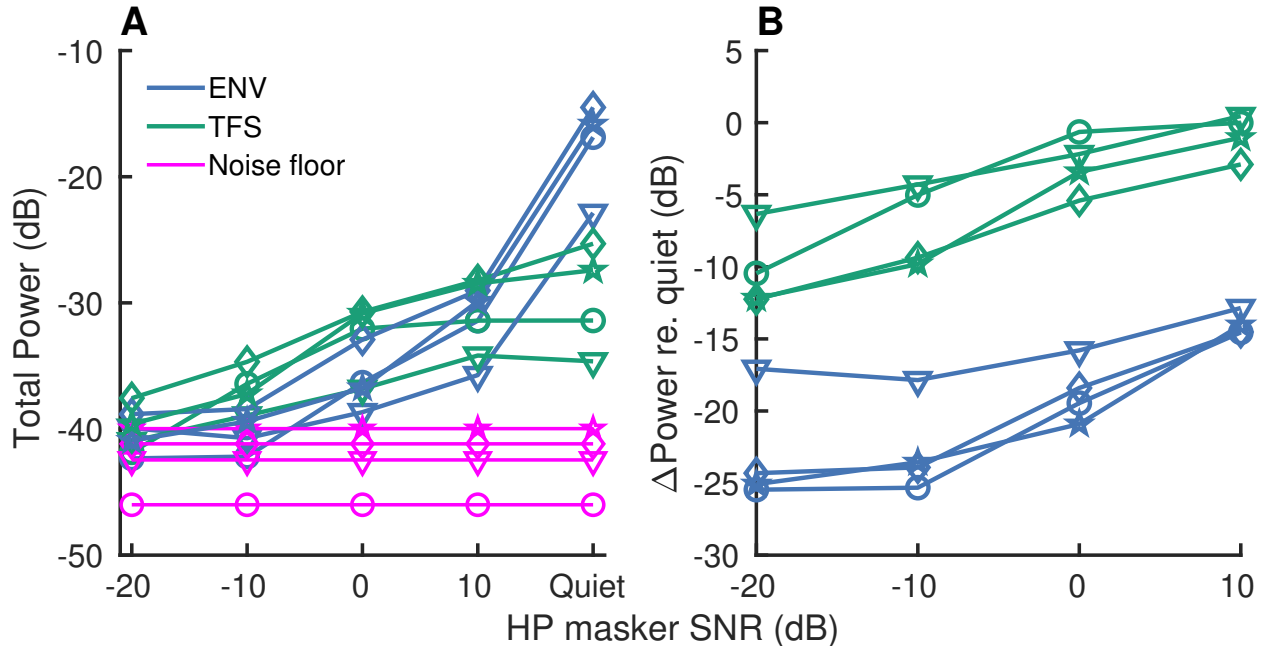 A
B
Total Power (dB)
-10
-20
-30
-40
-50
ENV
TFS
Noise floor
-20 -10 0 10 Quiet
ΔPower re. quiet (dB)
5
0
-5
-10
-15
-20
-25
-30
-20 -10 0 10
HP masker SNR (dB)